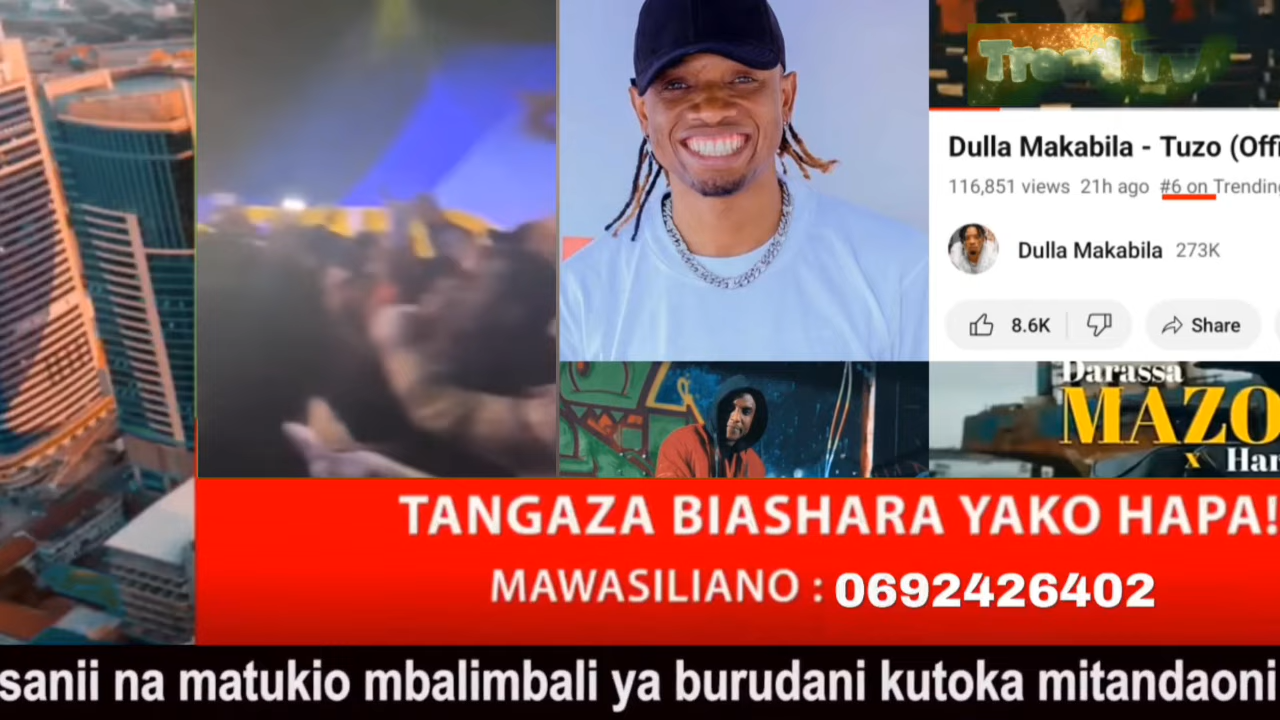 Trend Tv
Dulla Makabila - Tuzo (Offi
116,851 views 21h ago #6 on Trending
Dulla Makabila 273K
8.6K Share
Darassa
MAZO
x Har
TANGAZA BIASHARA YAKO HAPA!
MAWASILIANO : 0692426402
sanii na matukio mbalimbali ya burudani kutoka mitandaoni